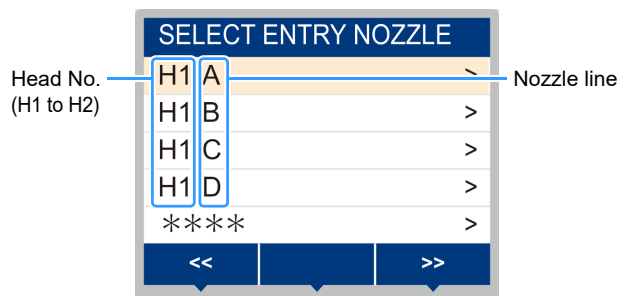 SELECT ENTRY NOZZLE
Head No.
(H1 to H2)
H1 A >
Nozzle line
H1 B >
H1 C >
H1 D >
**** >
<< >>